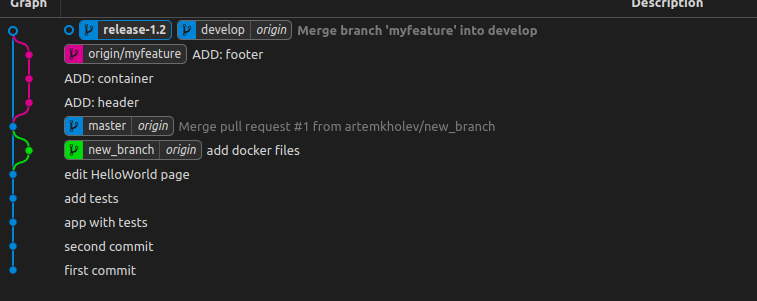 Graph Description
release-1.2 develop origin Merge branch 'myfeature' into develop
origin/myfeature ADD: footer
ADD: container
ADD: header
master origin Merge pull request #1 from artemkholev/new_branch
new_branch origin add docker files
edit HelloWorld page
add tests
app with tests
second commit
first commit